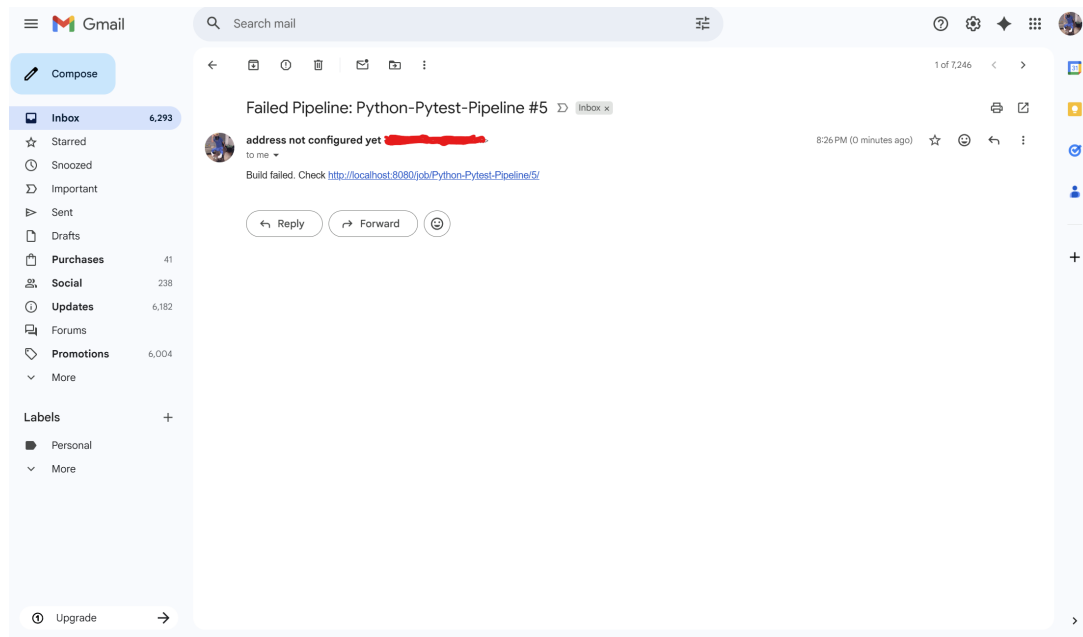 Gmail
Search mail
Compose
1 of 7,246
Inbox 6,293
Starred
Snoozed
Important
Sent
Drafts
Purchases 41
Social 238
Updates 6,182
Forums
Promotions 6,004
More
Labels
Personal
More
Upgrade
Failed Pipeline: Python-Pytest-Pipeline #5 Inbox x
address not configured yet 8:26 PM (0 minutes ago)
to me
Build failed. Check http://localhost:8080/job/Python-Pytest-Pipeline/5/
Reply Forward
31